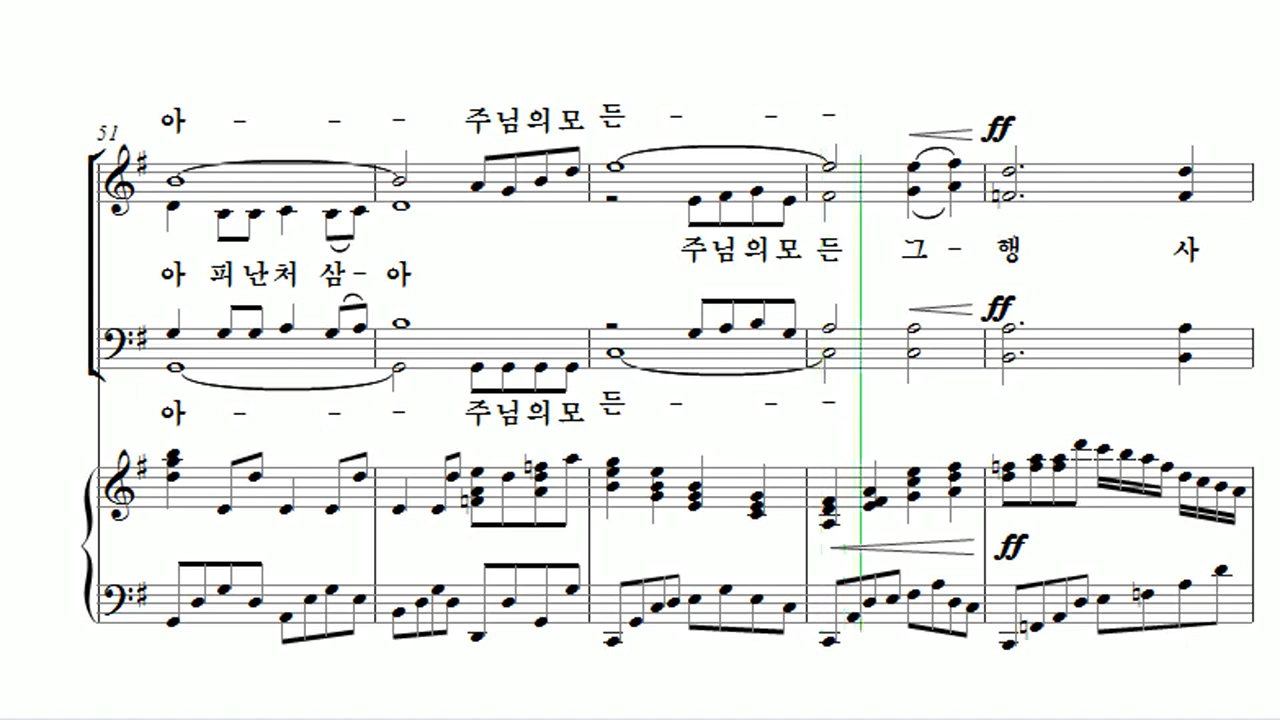 아 - - - 주님의모 든 - - -
51
ff
주님의모 든 그 - 행 사
아 피 난처 삼 - 아
ff
아 - - - 주님의모 든 - - -
ff